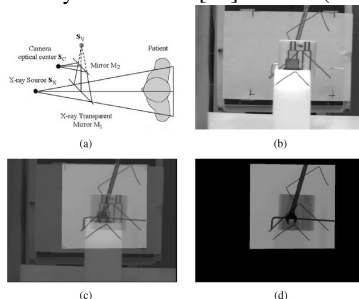 Camera
optical center S_C
S_V
Mirror M_2
Patient
X-ray Source S_X
X-ray Transparent
Mirror M_1
(a)
(b)
(c)
(d)